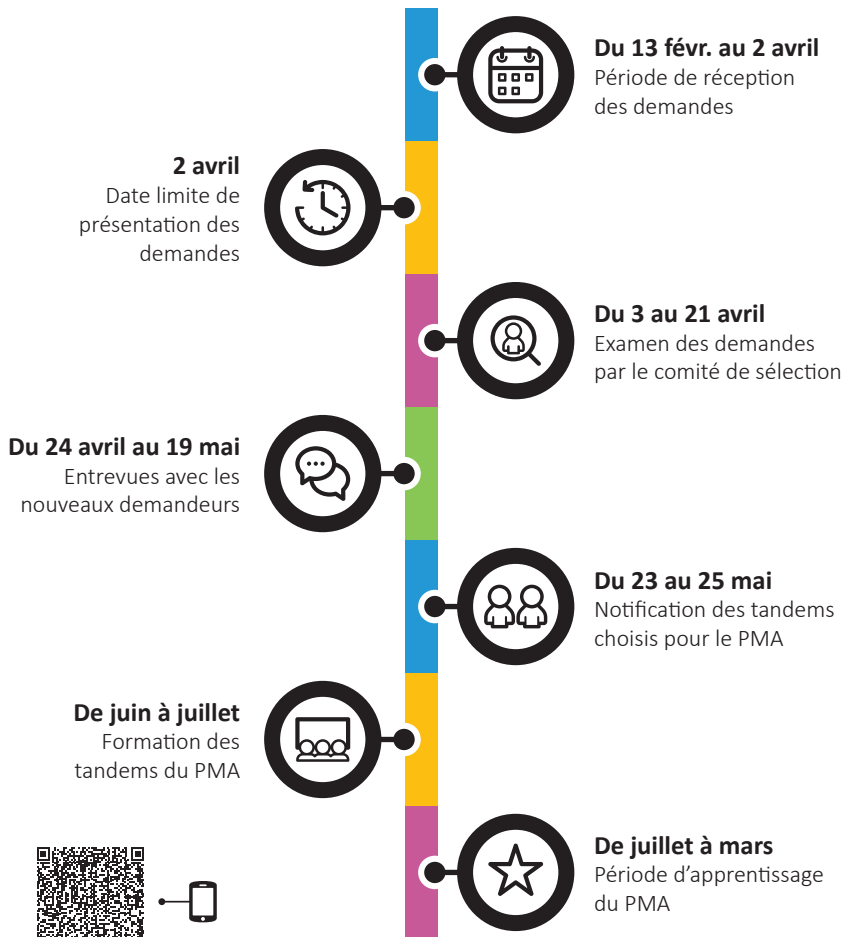 Du 13 févr. au 2 avril
Période de réception
des demandes
2 avril
Date limite de
présentation des
demandes
Du 3 au 21 avril
Examen des demandes
par le comité de sélection
Du 24 avril au 19 mai
Entrevues avec les
nouveaux demandeurs
Du 23 au 25 mai
Notification des tandems
choisis pour le PMA
De juin à juillet
Formation des
tandems du PMA
De juillet à mars
Période d’apprentissage
du PMA